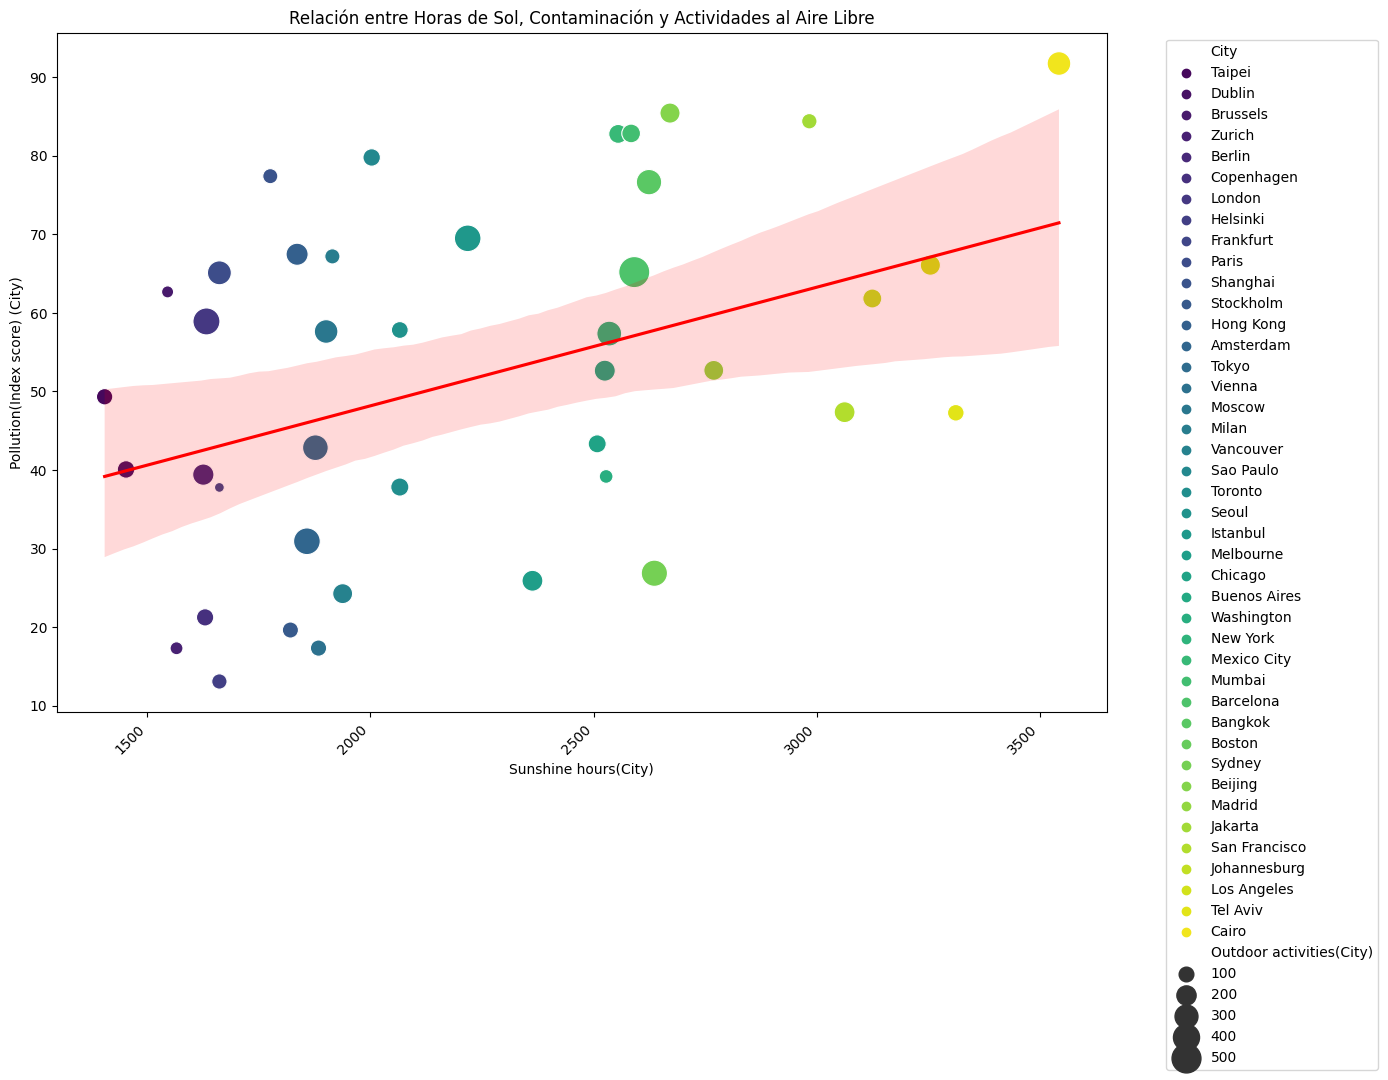 Relación entre Horas de Sol, Contaminación y Actividades al Aire Libre
90
80
70
60
50
40
30
20
10
Pollution(Index score) (City)
1500
2000
2500
3000
3500
Sunshine hours(City)
City
Taipei
Dublin
Brussels
Zurich
Berlin
Copenhagen
London
Helsinki
Frankfurt
Paris
Shanghai
Stockholm
Hong Kong
Amsterdam
Tokyo
Vienna
Moscow
Milan
Vancouver
Sao Paulo
Toronto
Seoul
Istanbul
Melbourne
Chicago
Buenos Aires
Washington
New York
Mexico City
Mumbai
Barcelona
Bangkok
Boston
Sydney
Beijing
Madrid
Jakarta
San Francisco
Johannesburg
Los Angeles
Tel Aviv
Cairo
Outdoor activities(City)
100
200
300
400
500